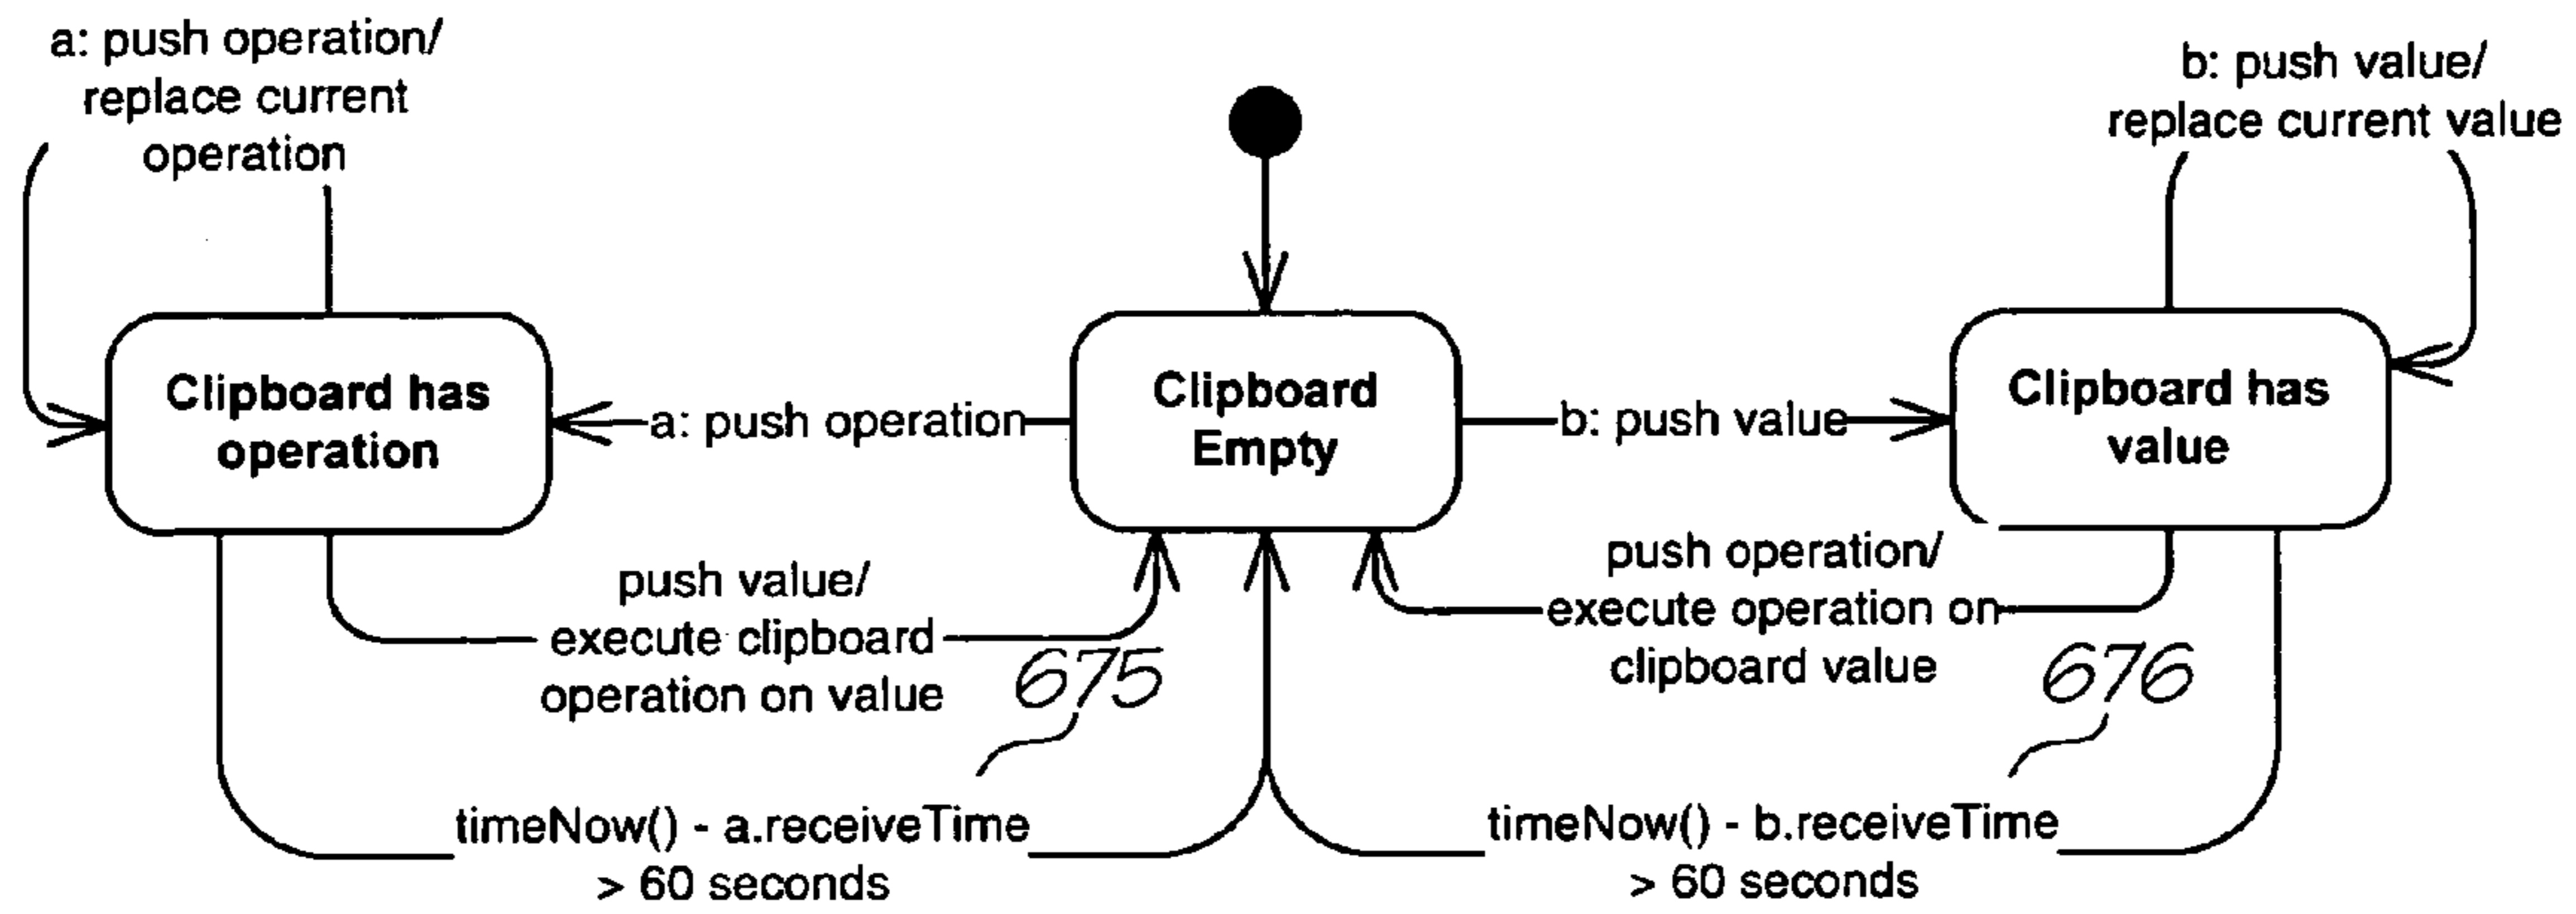 a: push operation/
replace current
operation
b: push value/
replace current value
Clipboard has
operation
a: push operation
Clipboard
Empty
b: push value
Clipboard has
value
push value/
execute clipboard
operation on value
675
push operation/
execute operation on
clipboard value
676
timeNow() - a.receiveTime
> 60 seconds
timeNow() - b.receiveTime
> 60 seconds